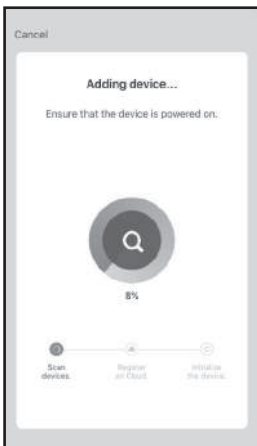 Cancel
Adding device...
Ensure that the device is powered on.
8%
Scan
devices.
Register
on Cloud.
Initialize
the device.